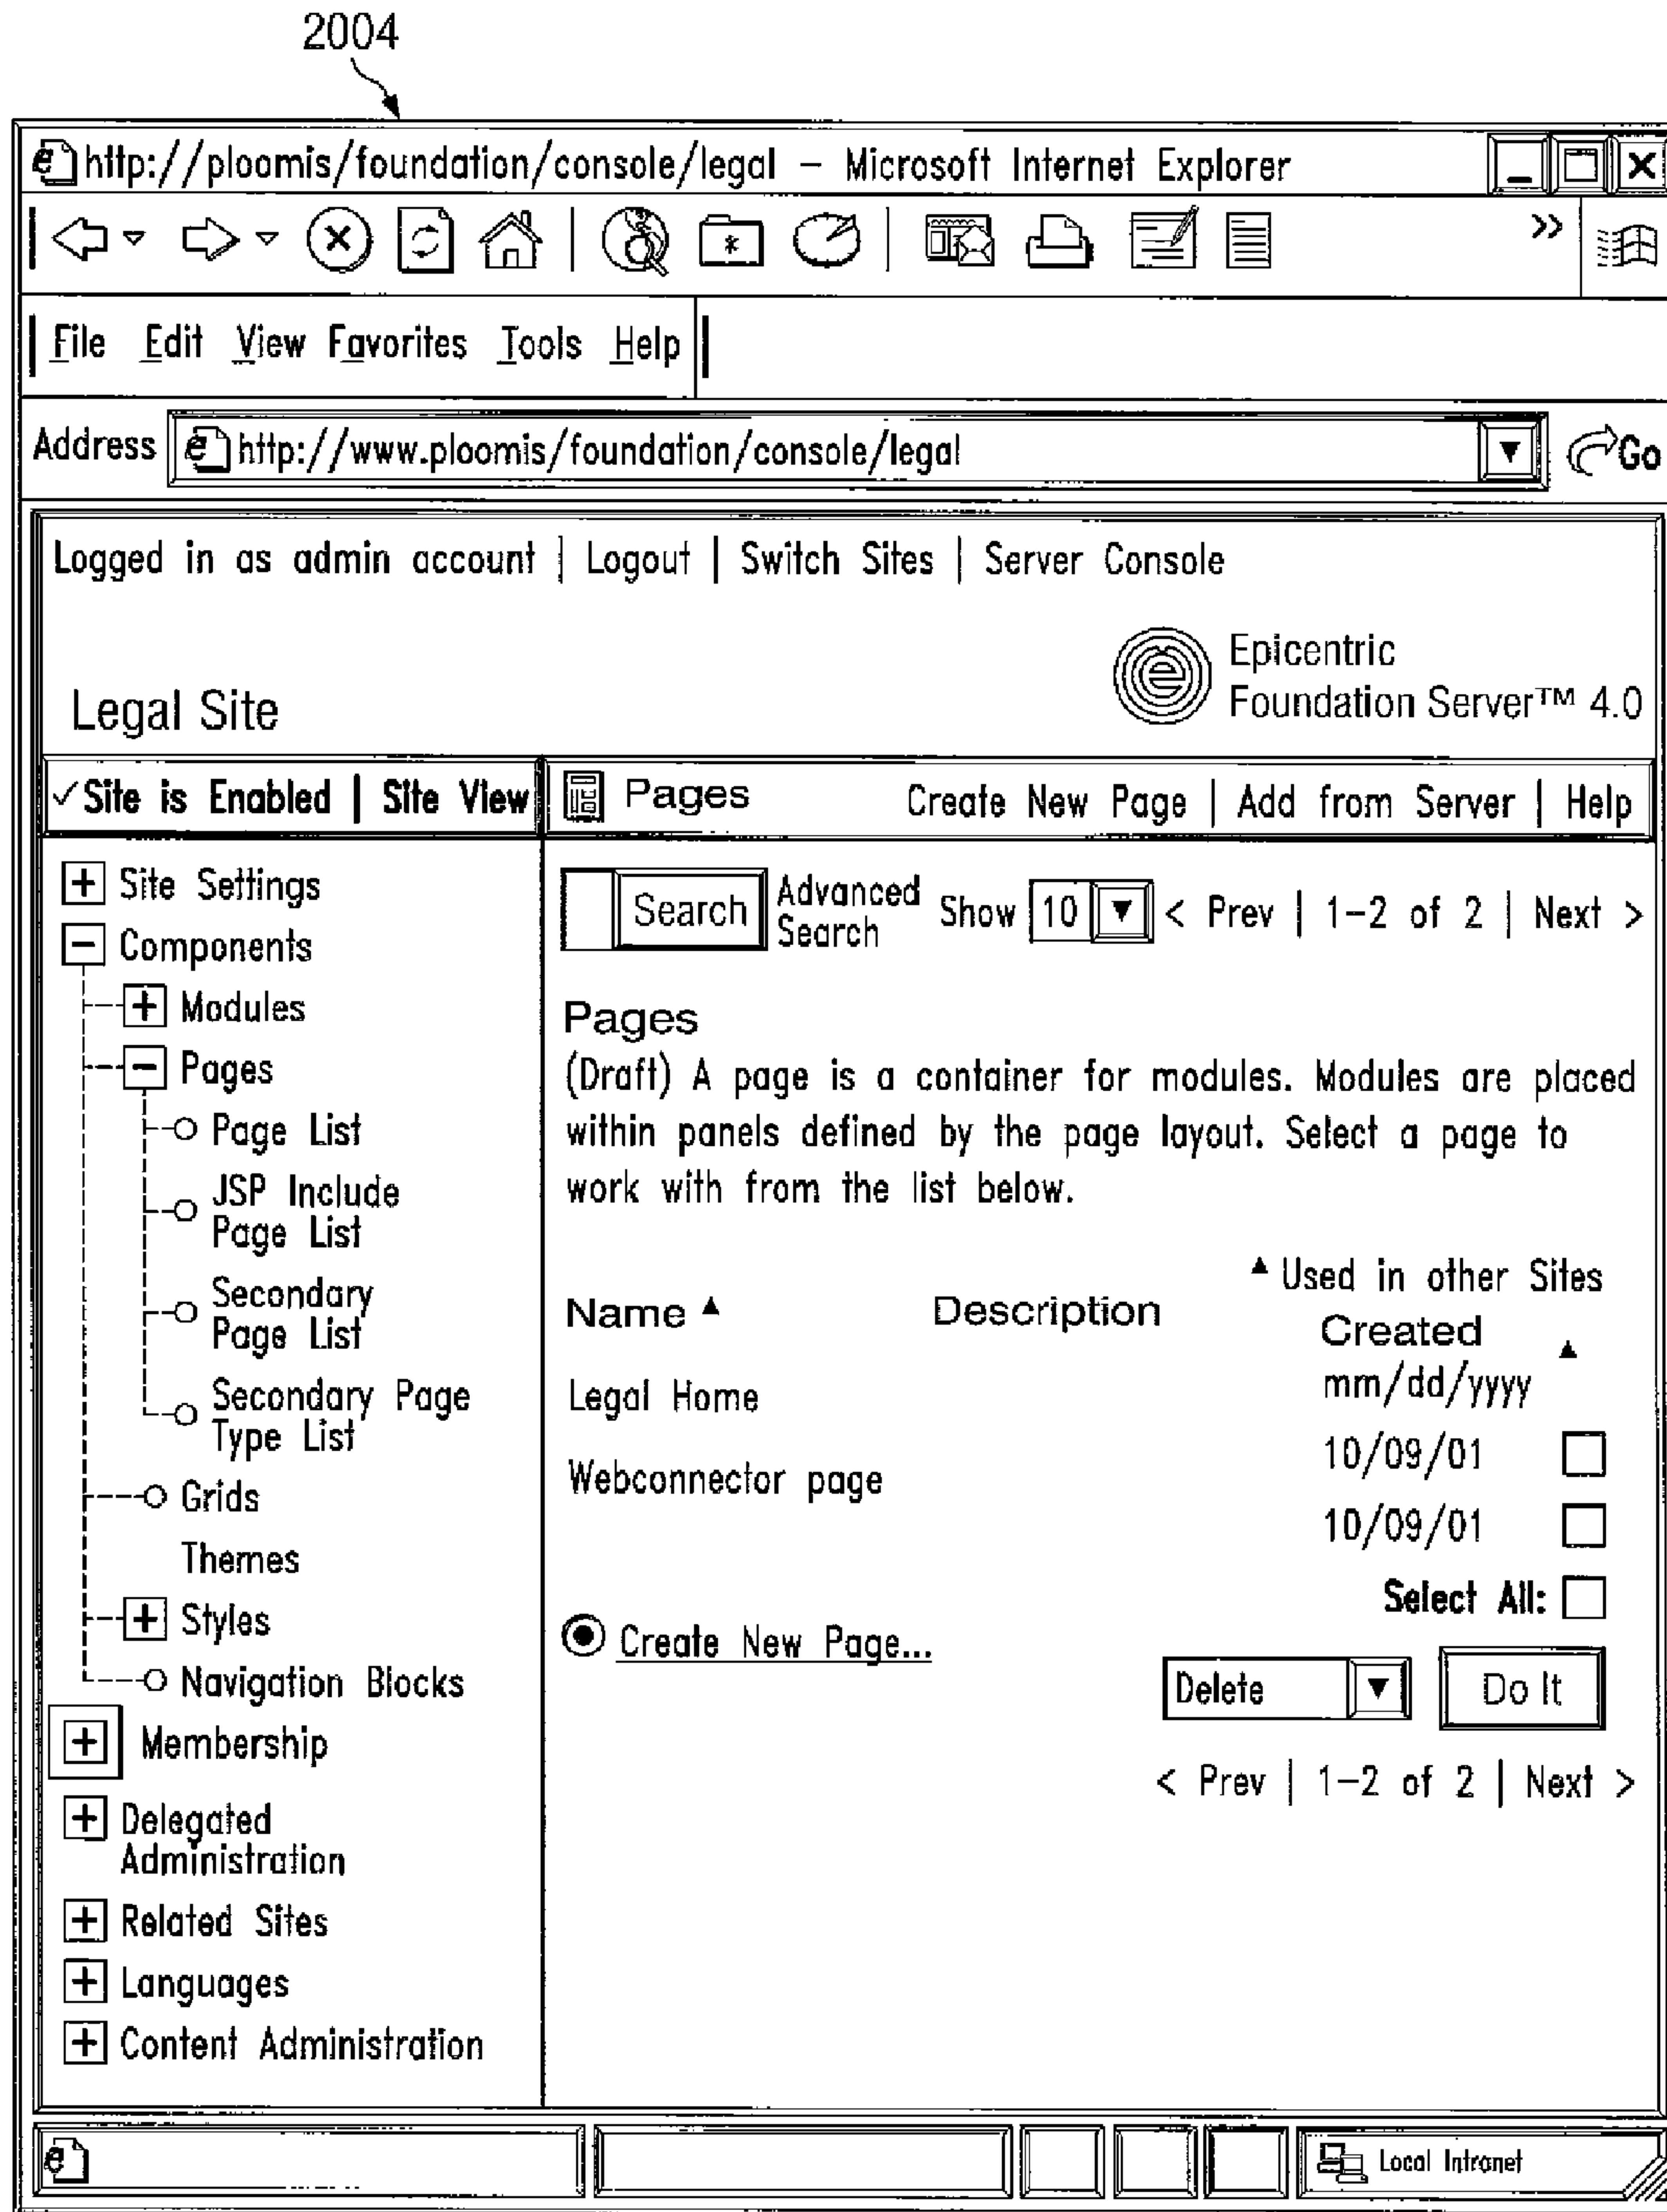 2004
http://ploomis/foundation/console/legal – Microsoft Internet Explorer
File Edit View Favorites Tools Help
Address http://www.ploomis/foundation/console/legal Go
Logged in as admin account | Logout | Switch Sites | Server Console
Epicentric
Foundation Server™ 4.0
Legal Site
✓Site is Enabled | Site View
Pages Create New Page | Add from Server | Help
Site Settings
Components
Modules
Pages
Page List
JSP Include
Page List
Secondary
Page List
Secondary Page
Type List
Grids
Themes
Styles
Navigation Blocks
Membership
Delegated
Administration
Related Sites
Languages
Content Administration
Search Advanced Search Show 10 < Prev | 1–2 of 2 | Next >
Pages
(Draft) A page is a container for modules. Modules are placed
within panels defined by the page layout. Select a page to
work with from the list below.
▲ Used in other Sites
Name ▲ Description Created ▲
mm/dd/yyyy
Legal Home
10/09/01
Webconnector page
10/09/01
Select All:
Create New Page...
Delete ▼ Do It
< Prev | 1–2 of 2 | Next >
Local Intranet